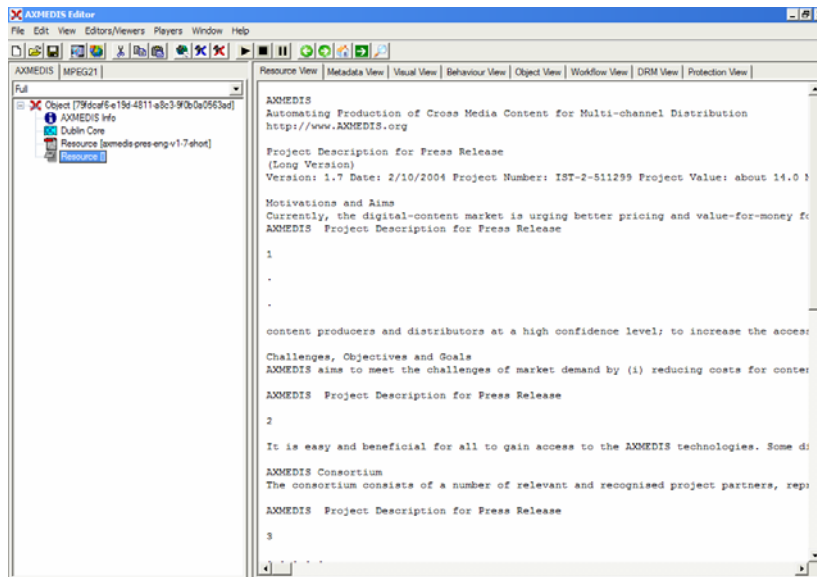 AXMEDIS Editor
File Edit View Editors/Viewers Players Window Help
AXMEDIS MPEG21
Full
Object [79fdcaf6-e19d-4811-a8c3-9f0b0a0563ad]
AXMEDIS Info
Dublin Core
Resource [axmedis-pres-eng-v1-7-short]
Resource []
Resource View Metadata View Visual View Behaviour View Object View Workflow View DRM View Protection View
AXMEDIS
Automating Production of Cross Media Content for Multi-channel Distribution
http://www.AXMEDIS.org
Project Description for Press Release
(Long Version)
Version: 1.7 Date: 2/10/2004 Project Number: IST-2-511299 Project Value: about 14.0
Motivations and Aims
Currently, the digital-content market is urging better pricing and value-for-money
AXMEDIS Project Description for Press Release
1
.
.
content producers and distributors at a high confidence level; to increase the
Challenges, Objectives and Goals
AXMEDIS aims to meet the challenges of market demand by (i) reducing costs for
AXMEDIS Project Description for Press Release
2
It is easy and beneficial for all to gain access to the AXMEDIS technologies. Some
AXMEDIS Consortium
The consortium consists of a number of relevant and recognised project partners,
AXMEDIS Project Description for Press Release
3